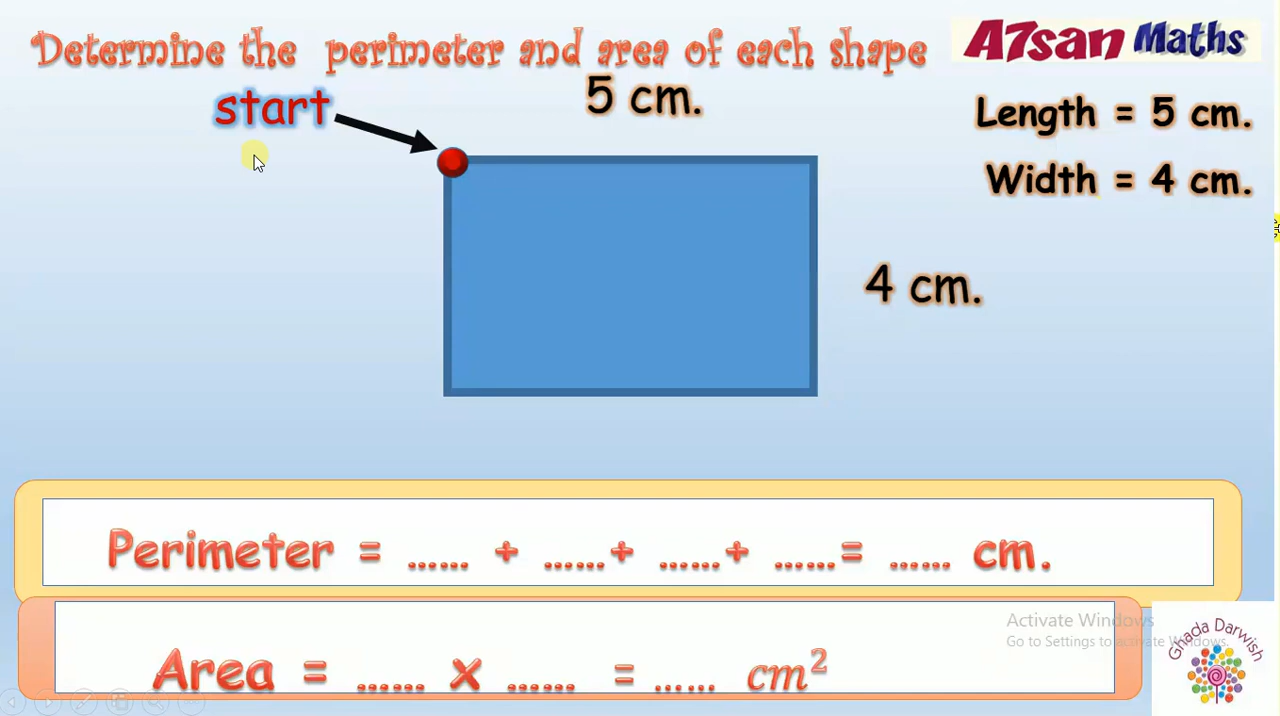 Determine the perimeter and area of each shape
A7san Maths
start
5 cm.
Length = 5 cm.
Width = 4 cm.
4 cm.
Perimeter = ...... + ......+ ......+ ......= ...... cm.
Area = ...... x ...... = ...... cm²
Activate Windows
Go to Settings to activate Windows.
Ghada Darwish